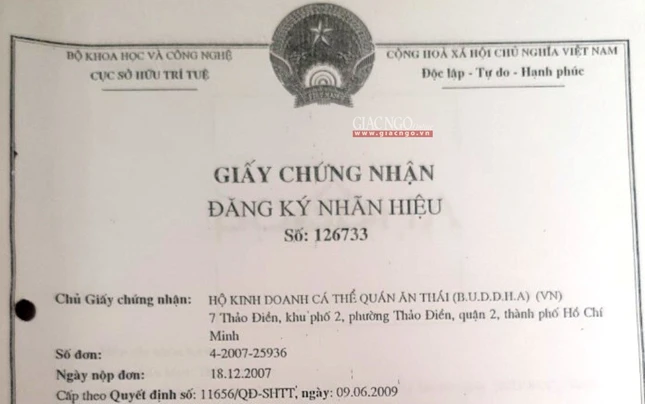 BỘ KHOA HỌC VÀ CÔNG NGHỆ
CỤC SỞ HỮU TRÍ TUỆ
CỘNG HOÀ XÃ HỘI CHỦ NGHĨA VIỆT NAM
Độc lập - Tự do - Hạnh phúc
GIACNGO
www.giacngo.vn
GIẤY CHỨNG NHẬN
ĐĂNG KÝ NHÃN HIỆU
Số: 126733
Chủ Giấy chứng nhận: HỘ KINH DOANH CÁ THỂ QUÁN ĂN THÁI (B.U.D.D.H.A) (VN)
7 Thảo Điền, khu phố 2, phường Thảo Điền, quận 2, thành phố Hồ Chí
Minh
Số đơn: 4-2007-25936
Ngày nộp đơn: 18.12.2007
Cấp theo Quyết định số: 11656/QĐ-SHTT, ngày: 09.06.2009